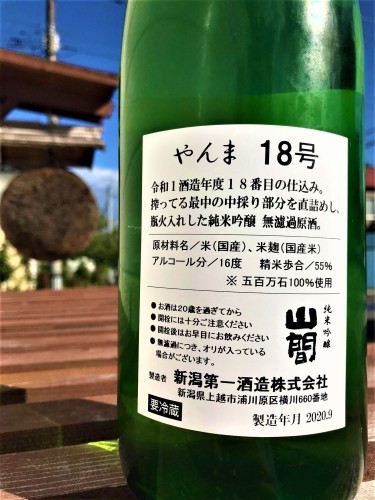 やんま 18号
令和1酒造年度18番目の仕込み。
搾ってる最中の中採り部分を直詰めし、
瓶火入れした純米吟醸 無濾過原酒。
原材料名／米（国産）、米麹（国産米）
アルコール分／16度 精米歩合／55%
※ 五百万石100%使用
●お酒は20歳を過ぎてから
●開栓には十分ご注意ください
●開栓後はお早目にお飲みください
●無濾過につき、オリが入っている
場合がございます。
純米吟醸
山間
製造者 新潟第一酒造株式会社
新潟県上越市浦川原区横川660番地
要冷蔵
製造年月 2020.9